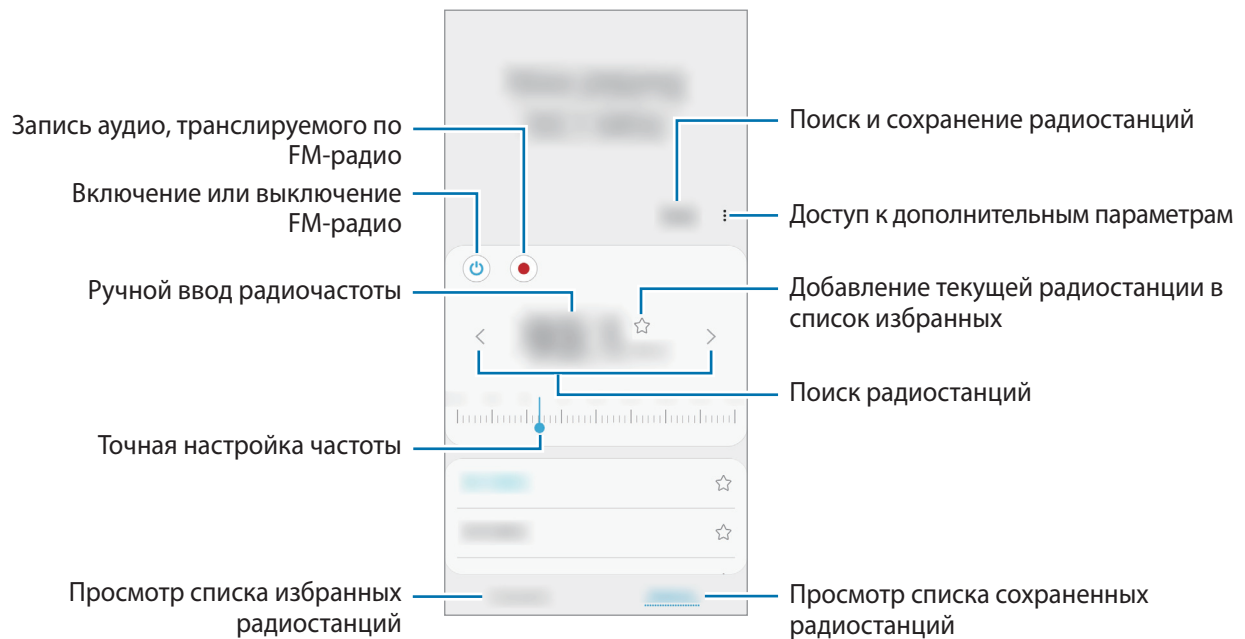 Запись аудио, транслируемого по
FM-радио
Включение или выключение
FM-радио
Ручной ввод радиочастоты
Точная настройка частоты
Просмотр списка избранных
радиостанций
Поиск и сохранение радиостанций
Доступ к дополнительным параметрам
Добавление текущей радиостанции в
список избранных
Поиск радиостанций
Просмотр списка сохраненных
радиостанций